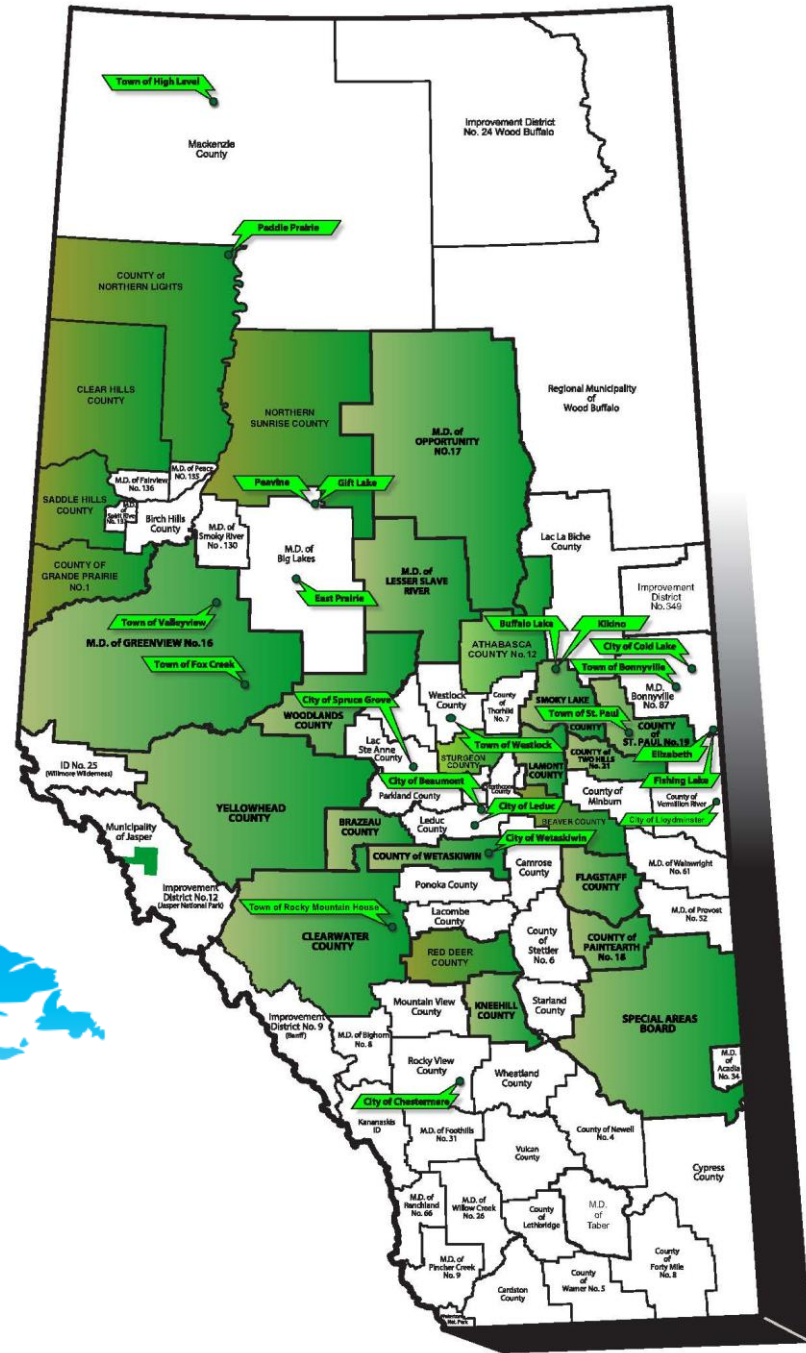 Town of High Level
Mackenzie
County
Improvement District
No. 24 Wood Buffalo
Paddle Prairie
COUNTY of
NORTHERN LIGHTS
CLEAR HILLS
COUNTY
NORTHERN
SUNRISE COUNTY
M.D. of
OPPORTUNITY
NO.17
Regional Municipality
of
Wood Buffalo
M.D. of Peace
NO. 135
M.D. of Fairview
No. 136
SADDLE HILLS
COUNTY
M.D.
of
Spirit River
No. 133
Birch Hills
County
M.D. of
Smoky River
No. 130
Peavine
Gift Lake
M.D. of
Big Lakes
East Prairie
M.D. of
LESSER SLAVE
RIVER
Lac La Biche
County
COUNTY OF
GRANDE PRAIRIE
NO.1
Improvement
District
No.349
Town of Valleyview
M.D. of GREENVIEW No.16
Town of Fox Creek
Buffalo Lake
Kikino
ATHABASCA
COUNTY No.12
City of Cold Lake
Town of Bonnyville
M.D.
Bonnyville
No. 87
City of Spruce Grove
WOODLANDS
COUNTY
Westlock
County
County
of
Thorhild
No. 7
SMOKY LAKE
COUNTY
Town of St. Paul
COUNTY
of
ST. PAUL No.19
Lac
Ste Anne
County
Town of Westlock
STURGEON
COUNTY
LAMONT
COUNTY
COUNTY of
TWO HILLS
No. 21
Elizabeth
Fishing Lake
ID No. 25
(Willmore Wilderness)
City of Beaumont
Parkland County
Strathcona
County
County of
Minburn
County of
Vermilion River
YELLOWHEAD
COUNTY
City of Leduc
Leduc
County
BRAZEAU
COUNTY
BEAVER COUNTY
City of Lloydminster
Municipality
of Jasper
City of Wetaskiwin
COUNTY of WETASKIWIN
Camrose
County
M.D. of Wainwright
No. 61
Improvement
District No.12
(Jasper National Park)
Ponoka County
FLAGSTAFF
COUNTY
Town of Rocky Mountain House
Lacombe
County
M.D. of Provost
No. 52
CLEARWATER
COUNTY
County
of
Stettler
No. 6
COUNTY of
PAINTEARTH
No. 18
RED DEER
COUNTY
Improvement
District No. 9
(Banff)
Mountain View
County
KNEEHILL
COUNTY
Starland
County
SPECIAL AREAS
BOARD
M.D. of Bighorn
No. 8
M.D.
of
Acadia
No. 34
Rocky View
County
Wheatland
County
City of Chestermere
Kananaskis
ID
M.D. of Foothills
No. 31
Vulcan
County
County of Newell
No. 4
Cypress
County
M.D. of
Ranchland
No. 66
M.D. of
Willow Creek
No. 26
County
of
Lethbridge
M.D.
of
Taber
M.D. of
Pincher Creek
No. 9
County
of
Forty Mile
No. 8
Cardston
County
County
of
Warner No. 5
Nat. Park